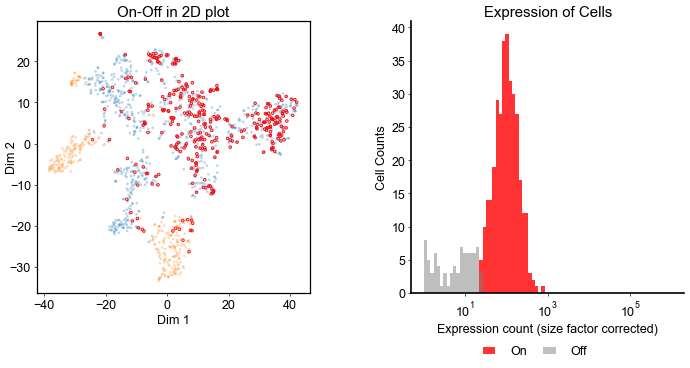 On-Off in 2D plot
Dim 2
20
10
0
−10
−20
−30
−40
−20
0
20
40
Dim 1
Expression of Cells
Cell Counts
40
35
30
25
20
15
10
5
0
10^1
10^3
10^5
Expression count (size factor corrected)
On
Off